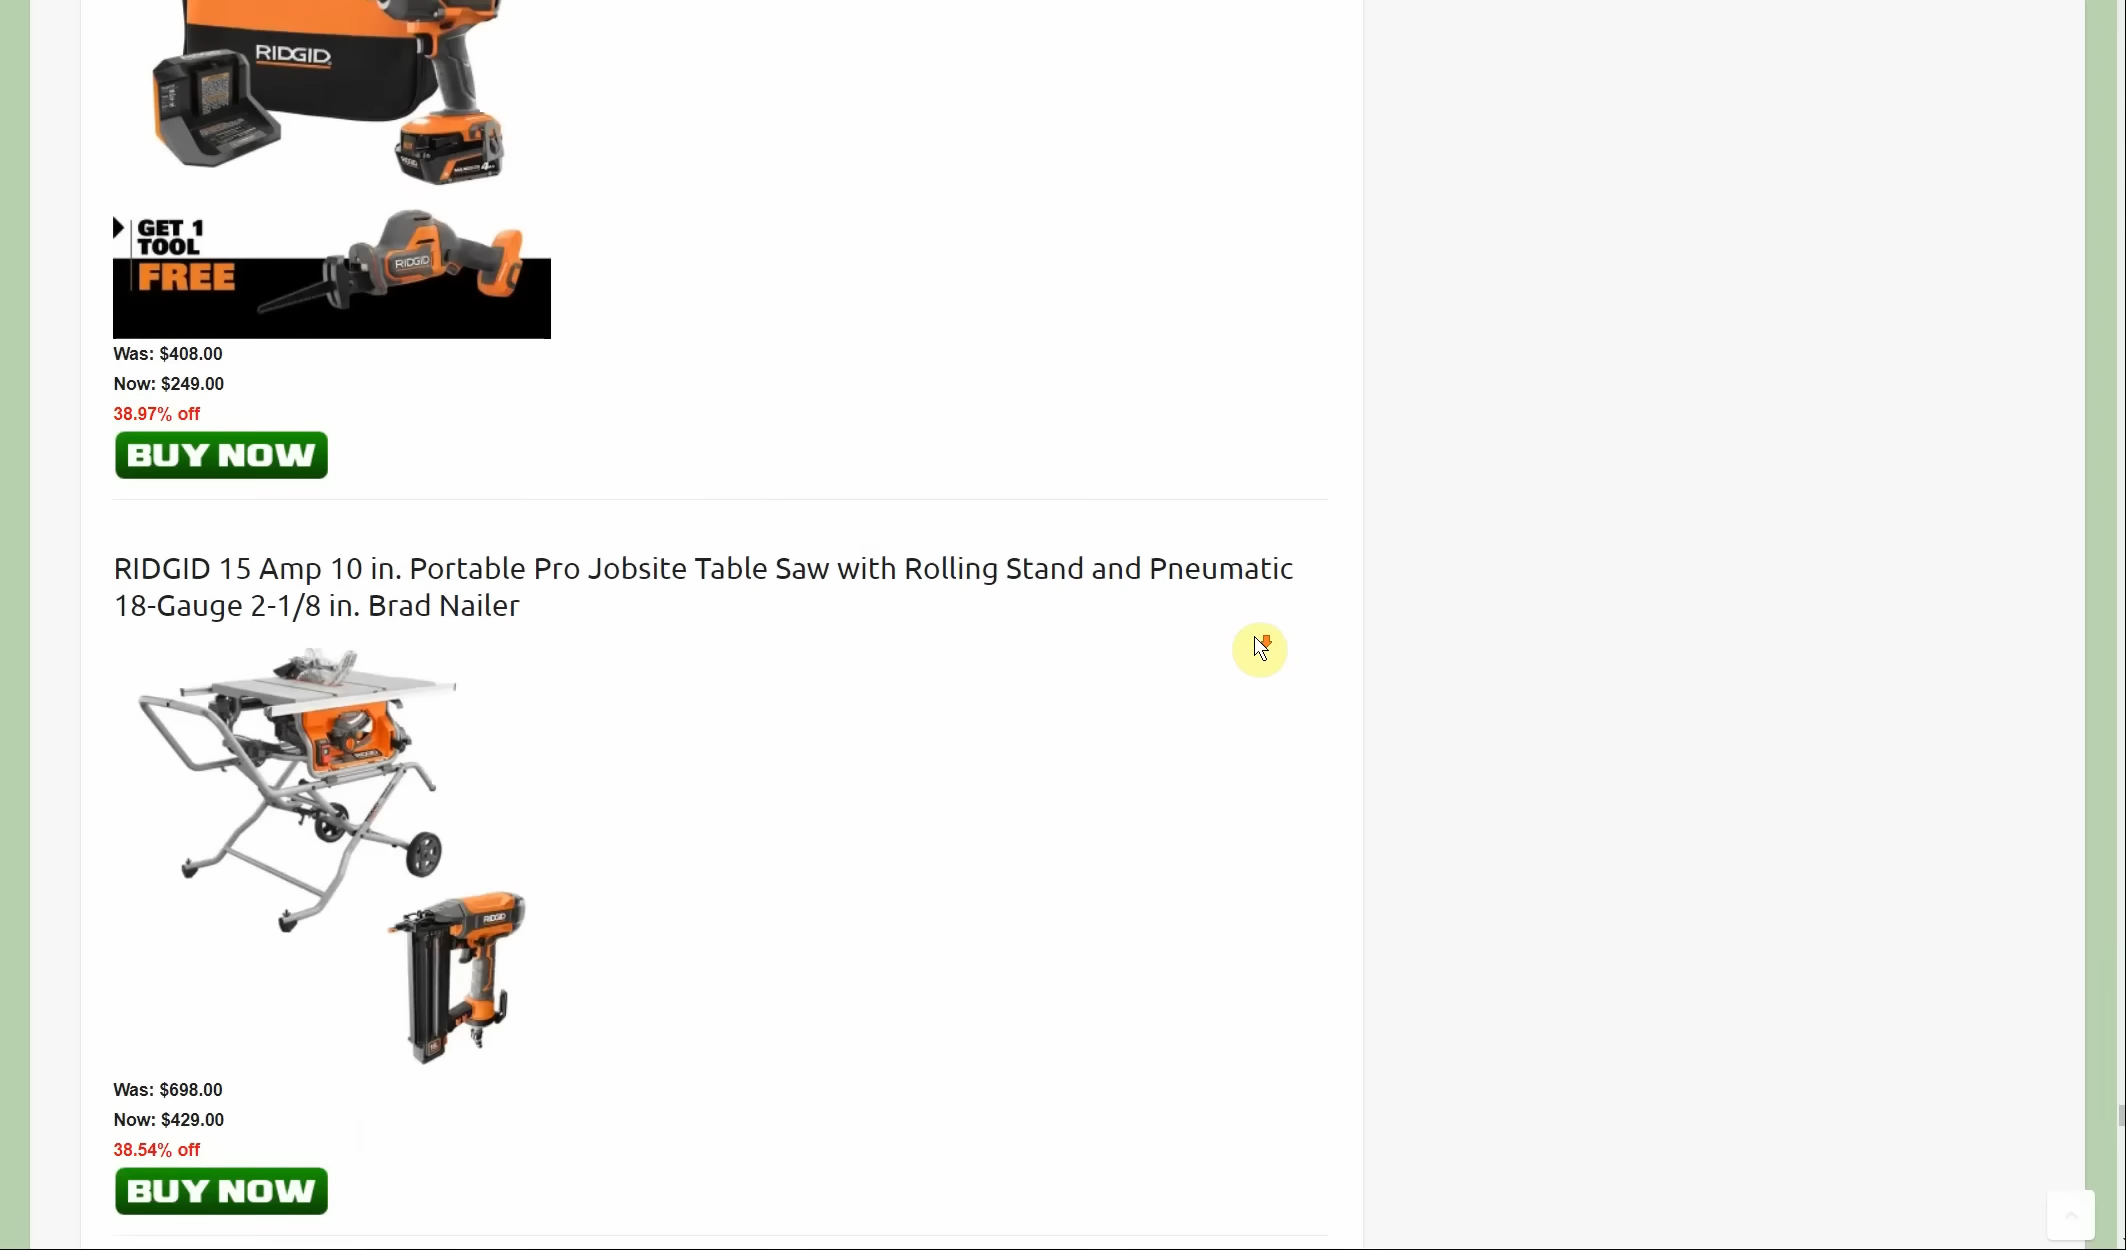 RIDGID
RIDGID
GET 1
TOOL
FREE
RIDGID
Was: $408.00
Now: $249.00
38.97% off
BUY NOW
RIDGID 15 Amp 10 in. Portable Pro Jobsite Table Saw with Rolling Stand and Pneumatic
18-Gauge 2-1/8 in. Brad Nailer
RIDGID
Was: $698.00
Now: $429.00
38.54% off
BUY NOW